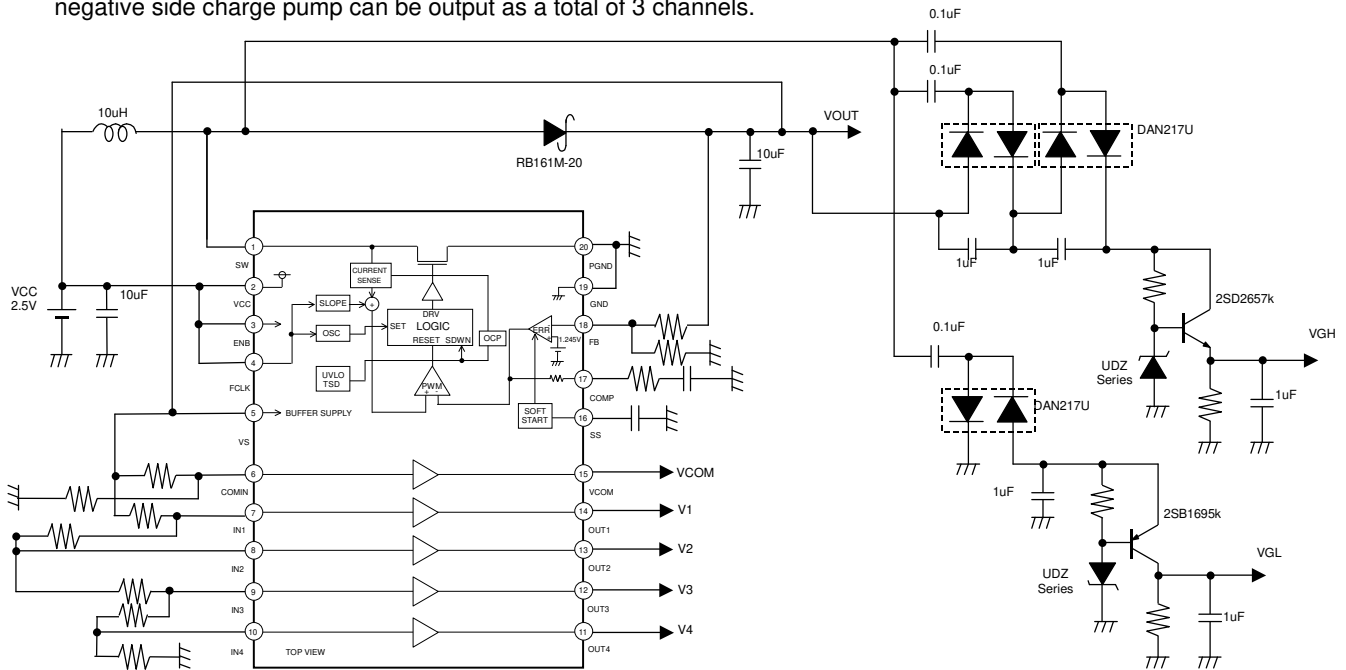 negative side charge pump can be output as a total of 3 channels.
0.1uF
0.1uF
10uH
VOUT
DAN217U
10uF
RB161M-20
1
20
SW
CURRENT
SENSE
PGND
VCC
2.5V
10uF
2
19
VCC
SLOPE
+
GND
3
DRV
18
ENB
OSC
SET
LOGIC
ERR
1.245V
FB
RESET SDWN
OCP
4
17
FCLK
UVLO
TSD
PWM
+ -
COMP
5
BUFFER SUPPLY
SOFT
START
16
VS
SS
6
15
VCOM
COMIN
VCOM
7
14
V1
IN1
OUT1
8
13
V2
IN2
OUT2
9
12
V3
IN3
OUT3
10
11
V4
IN4
TOP VIEW
OUT4
1uF
1uF
2SD2657k
UDZ
Series
VGH
1uF
0.1uF
DAN217U
1uF
2SB1695k
UDZ
Series
VGL
1uF